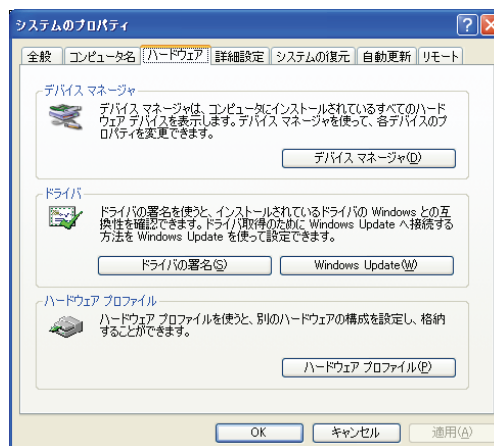 システムのプロパティ
全般 コンピュータ名 ハードウェア 詳細設定 システムの復元 自動更新 リモート
デバイス マネージャ
デバイス マネージャは、コンピュータにインストールされているすべてのハード
ウェア デバイスを表示します。デバイス マネージャを使って、各デバイスのプ
ロパティを変更できます。
デバイス マネージャ(D)
ドライバ
ドライバの署名を使うと、インストールされているドライバの Windows との互
換性を確認できます。ドライバ取得のために Windows Update へ接続する
方法を Windows Update を使って設定できます。
ドライバの署名(S) Windows Update(W)
ハードウェア プロファイル
ハードウェア プロファイルを使うと、別のハードウェアの構成を設定し、格納
することができます。
ハードウェア プロファイル(P)
OK キャンセル 適用(A)